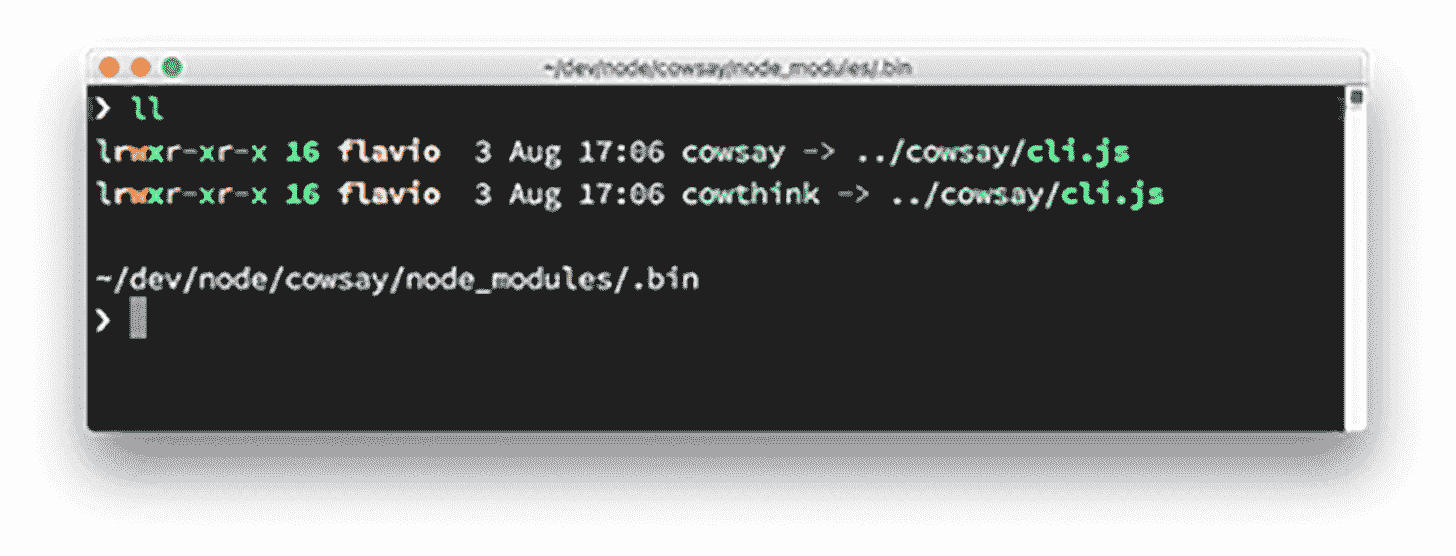 ~/dev/node/cowsay/node_modules/.bin
❯ ll
lrwxr-xr-x 16 flavio  3 Aug 17:06 cowsay -> ../cowsay/cli.js
lrwxr-xr-x 16 flavio  3 Aug 17:06 cowthink -> ../cowsay/cli.js
~/dev/node/cowsay/node_modules/.bin
❯